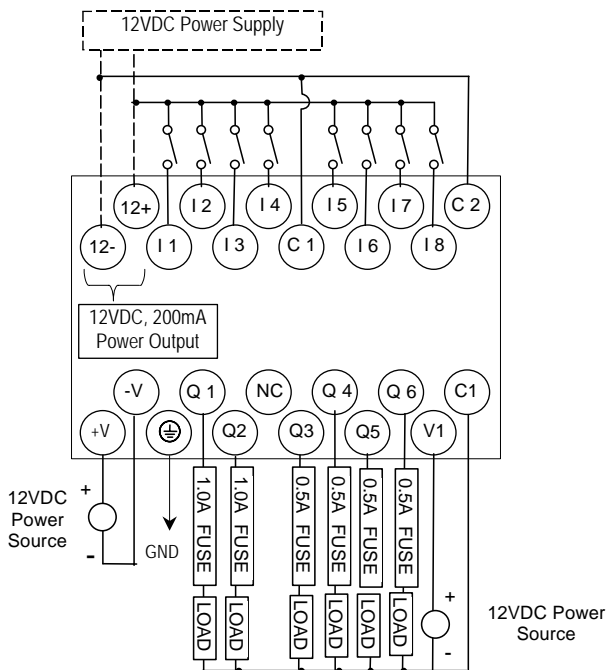 12VDC Power Supply
12+
I 2
I 4
I 5
I 7
C 2
12-
I 1
I 3
C 1
I 6
I 8
12VDC, 200mA
Power Output
-V
Q 1
NC
Q 4
Q 6
C1
+V
Q2
Q3
Q5
V1
12VDC
Power
Source
+
-
GND
1.0A FUSE
1.0A FUSE
0.5A FUSE
0.5A FUSE
0.5A FUSE
0.5A FUSE
LOAD
LOAD
LOAD
LOAD
LOAD
LOAD
+
-
12VDC Power
Source